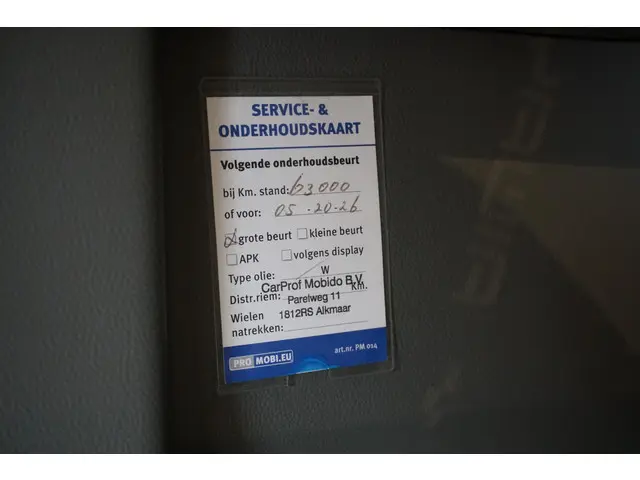 SERVICE- &
ONDERHOUDSKAART
Volgende onderhoudsbeurt
bij Km. stand: 63000
of voor: 05-20-26
grote beurt kleine beurt
APK volgens display
Type olie: W
CarProf Mobido B.V.
Distr.riem: Km.
Parelweg 11
Wielen 1812RS Alkmaar
natrekken:
PRO MOBI.EU art.nr. PM 014